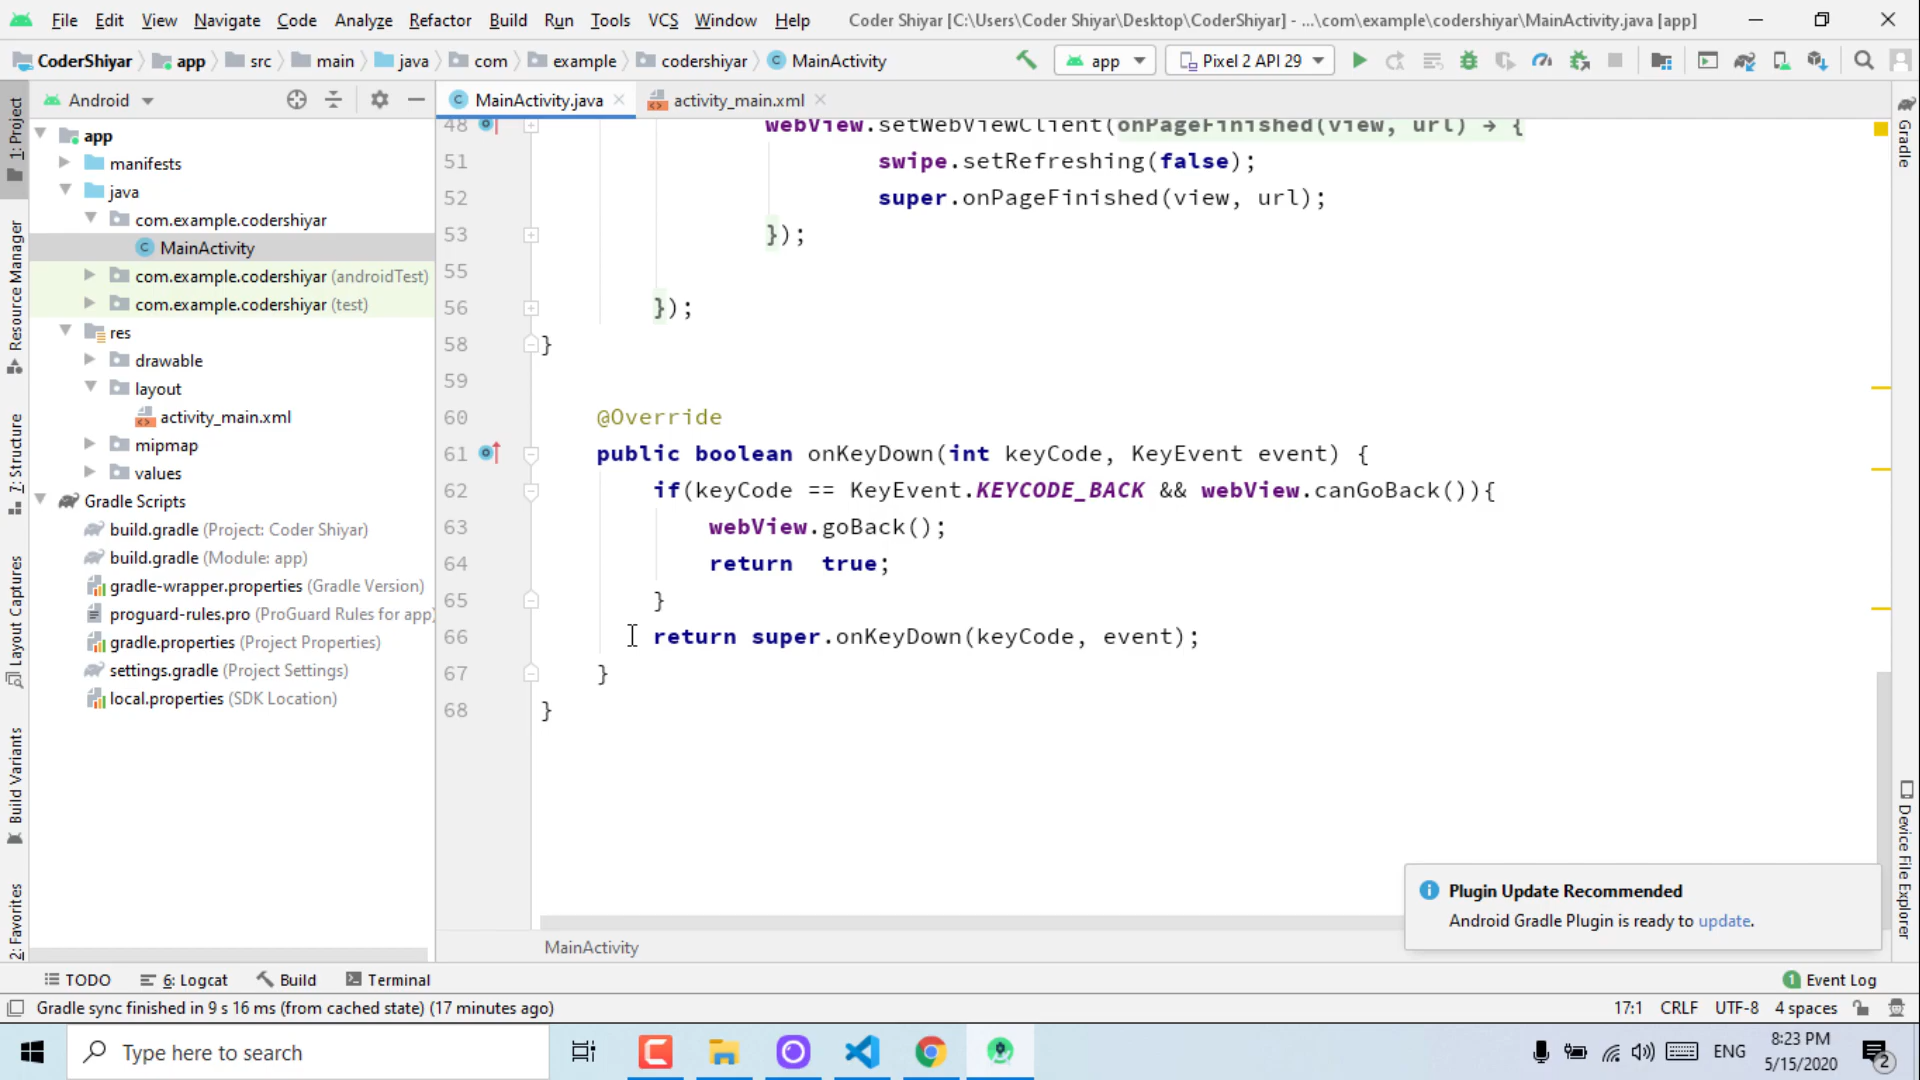 File Edit View Navigate Code Analyze Refactor Build Run Tools VCS Window Help Coder Shiyar [C:\Users\Coder Shiyar\Desktop\CoderShiyar] - ...\com\example\codershiyar\MainActivity.java [app]
CoderShiyar app src main java com example codershiyar MainActivity app Pixel 2 API 29
Android MainActivity.java activity_main.xml
1: Project
Resource Manager
7: Structure
Layout Captures
Build Variants
2: Favorites
app
manifests
java
com.example.codershiyar
MainActivity
com.example.codershiyar (androidTest)
com.example.codershiyar (test)
res
drawable
layout
activity_main.xml
mipmap
values
Gradle Scripts
build.gradle (Project: Coder Shiyar)
build.gradle (Module: app)
gradle-wrapper.properties (Gradle Version)
proguard-rules.pro (ProGuard Rules for app)
gradle.properties (Project Properties)
settings.gradle (Project Settings)
local.properties (SDK Location)
48 webView.setWebViewClient(onPageFinished(view, url) → {
51 swipe.setRefreshing(false);
52 super.onPageFinished(view, url);
53 });
55
56 });
58 }
59
60 @Override
61 public boolean onKeyDown(int keyCode, KeyEvent event) {
62 if(keyCode == KeyEvent.KEYCODE_BACK && webView.canGoBack()){
63 webView.goBack();
64 return  true;
65 }
66 return super.onKeyDown(keyCode, event);
67 }
68 }
MainActivity
Gradle
Device File Explorer
Plugin Update Recommended
Android Gradle Plugin is ready to update.
TODO 6: Logcat Build Terminal 1 Event Log
Gradle sync finished in 9 s 16 ms (from cached state) (17 minutes ago) 17:1 CRLF UTF-8 4 spaces
Type here to search ENG 8:23 PM
5/15/2020 2